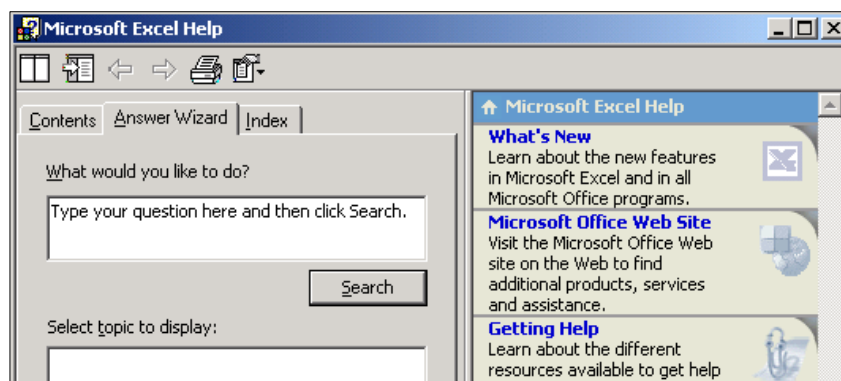 Microsoft Excel Help
Contents
Answer Wizard
Index
What would you like to do?
Type your question here and then click Search.
Search
Select topic to display:
Microsoft Excel Help
What's New
Learn about the new features
in Microsoft Excel and in all
Microsoft Office programs.
Microsoft Office Web Site
Visit the Microsoft Office Web
site on the Web to find
additional products, services
and assistance.
Getting Help
Learn about the different
resources available to get help